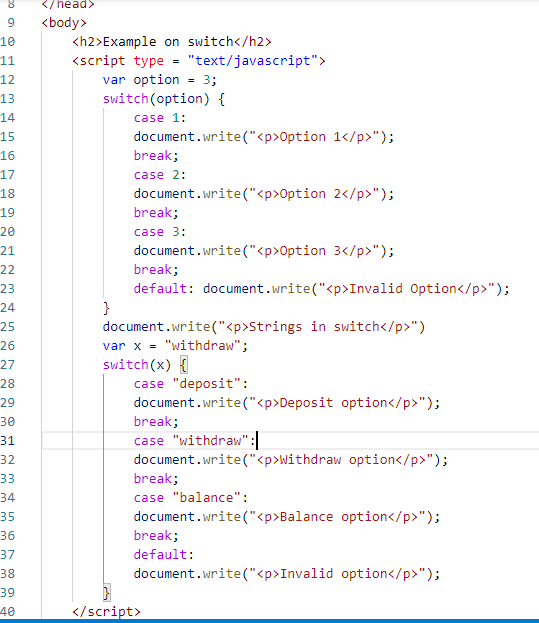 8 </head>
9 <body>
10 <h2>Example on switch</h2>
11 <script type = "text/javascript">
12 var option = 3;
13 switch(option) {
14 case 1:
15 document.write("<p>Option 1</p>");
16 break;
17 case 2:
18 document.write("<p>Option 2</p>");
19 break;
20 case 3:
21 document.write("<p>Option 3</p>");
22 break;
23 default: document.write("<p>Invalid Option</p>");
24 }
25 document.write("<p>Strings in switch</p>")
26 var x = "withdraw";
27 switch(x) {
28 case "deposit":
29 document.write("<p>Deposit option</p>");
30 break;
31 case "withdraw":
32 document.write("<p>Withdraw option</p>");
33 break;
34 case "balance":
35 document.write("<p>Balance option</p>");
36 break;
37 default:
38 document.write("<p>Invalid option</p>");
39 }
40 </script>